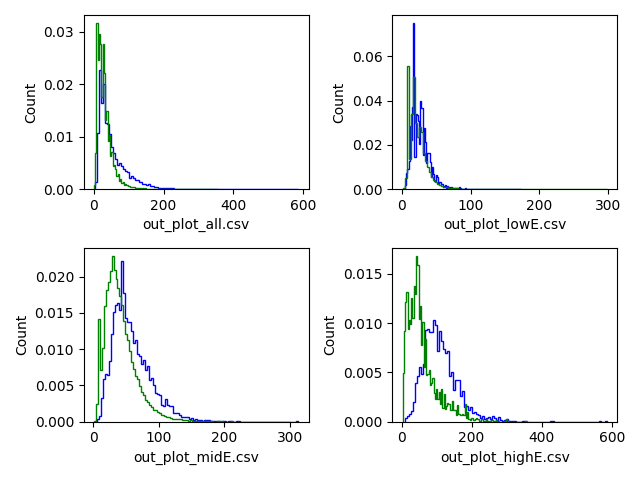 0.03
0.02
0.01
0.00
Count
0 200 400 600
out_plot_all.csv
0.06
0.04
0.02
0.00
Count
0 100 200 300
out_plot_lowE.csv
0.020
0.015
0.010
0.005
0.000
Count
0 100 200 300
out_plot_midE.csv
0.015
0.010
0.005
0.000
Count
0 200 400 600
out_plot_highE.csv